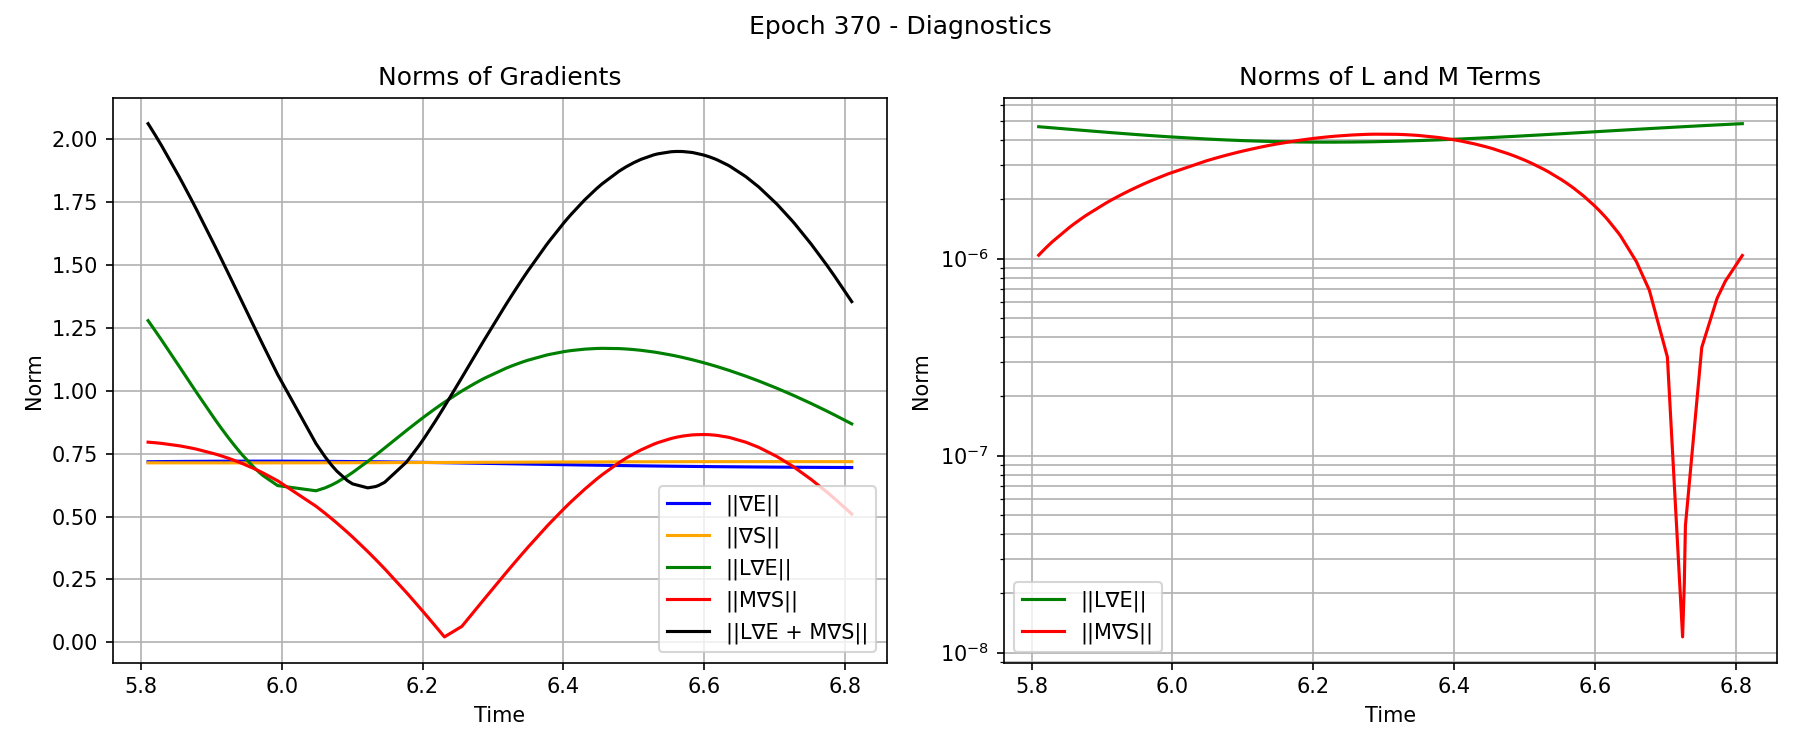 Epoch 370 - Diagnostics
Norms of Gradients
Norm
2.00
1.75
1.50
1.25
1.00
0.75
0.50
0.25
0.00
5.8 6.0 6.2 6.4 6.6 6.8
Time
||∇E||
||∇S||
||L∇E||
||M∇S||
||L∇E + M∇S||
Norms of L and M Terms
Norm
10⁻⁶
10⁻⁷
10⁻⁸
5.8 6.0 6.2 6.4 6.6 6.8
Time
||L∇E||
||M∇S||